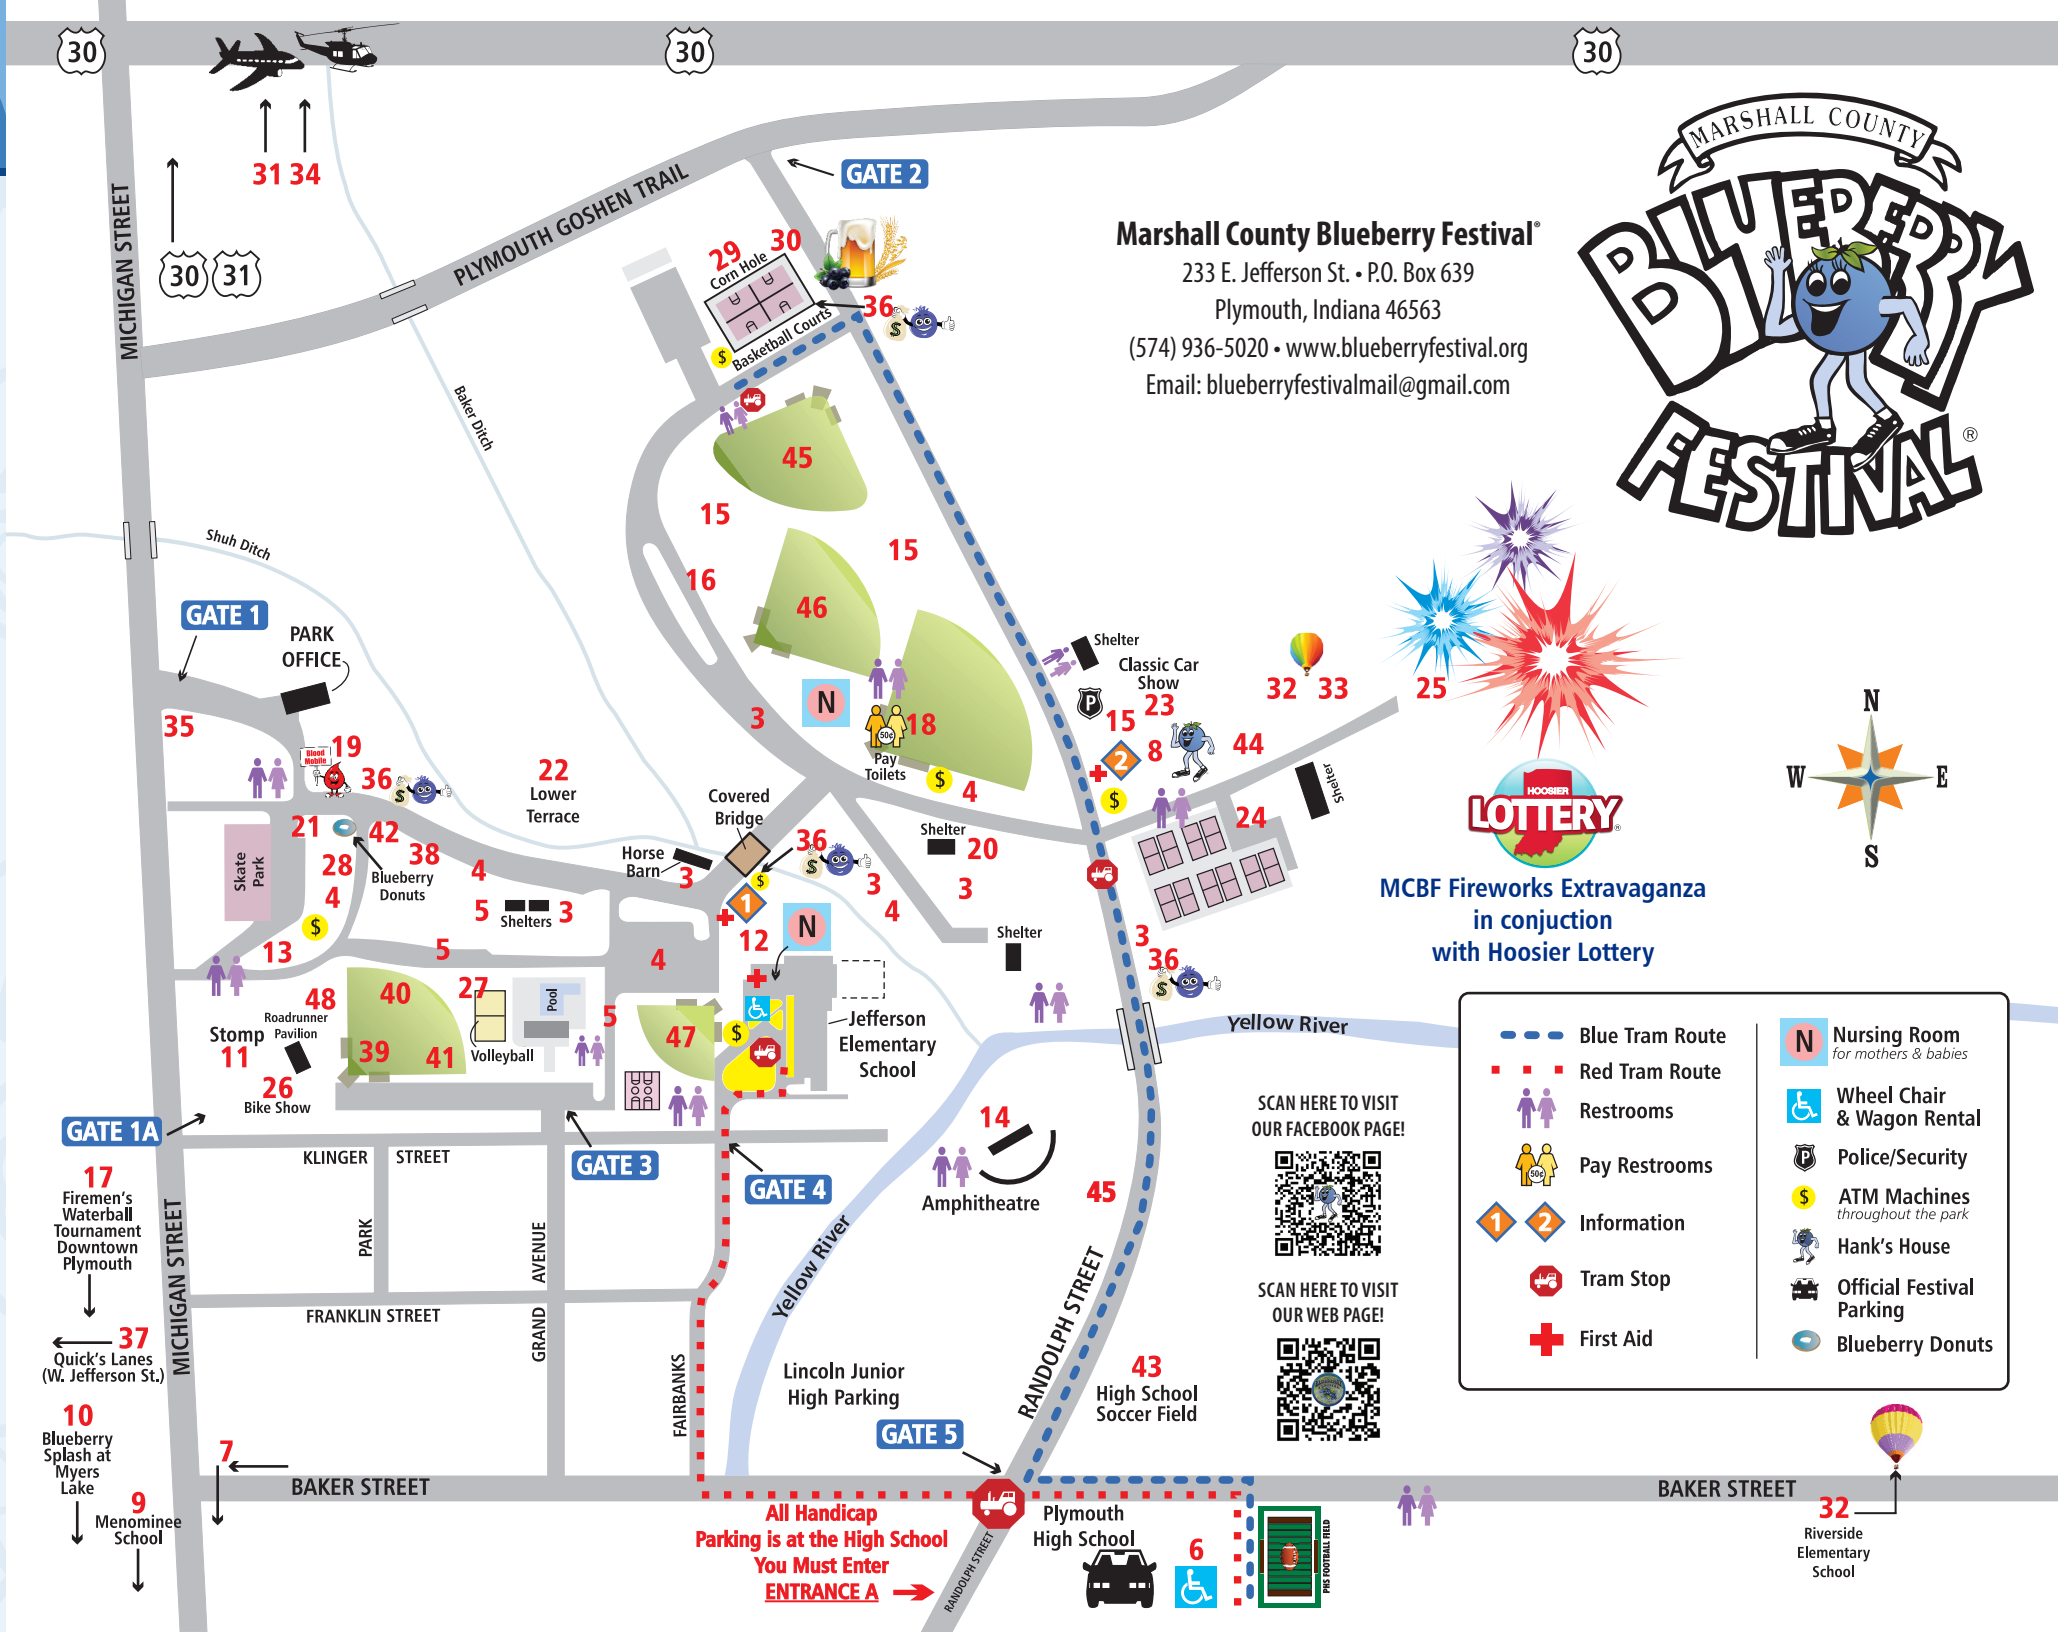 30
30
30
31 34
30 31
MICHIGAN STREET
PLYMOUTH GOSHEN TRAIL
GATE 2
29
Corn Hole
30
36
$
$
Basketball Courts
Marshall County Blueberry Festival®
233 E. Jefferson St. • P.O. Box 639
Plymouth, Indiana 46563
(574) 936-5020 • www.blueberryfestival.org
Email: blueberryfestivalmail@gmail.com
MARSHALL COUNTY
BLUEBERRY
FESTIVAL®
Baker Ditch
Shuh Ditch
45
15
15
16
46
GATE 1
PARK
OFFICE
35
19
Blood
Mobile
36
$
22
Lower
Terrace
3
N
18
50¢
Pay
Toilets
$
4
Shelter
Classic Car
Show
23
P
15
2
8
$
44
32 33
25
Shelter
24
HOOSIER
LOTTERY®
MCBF Fireworks Extravaganza
in conjuction
with Hoosier Lottery
N
W E
S
Skate
Park
21
42
28
38
Blueberry
Donuts
4
4
$
13
5
Shelters
3
5
Horse
Barn
3
Covered
Bridge
36
$
$
1
12
N
3
4
Shelter
20
3
Shelter
3
36
$
4
48
Roadrunner
Pavilion
Stomp
11
26
Bike Show
40
39
41
27
Volleyball
Pool
5
47
$
Jefferson
Elementary
School
Yellow River
GATE 1A
KLINGER STREET
GATE 3
GATE 4
14
Amphitheatre
45
17
Firemen's
Waterball
Tournament
Downtown
Plymouth
MICHIGAN STREET
PARK
GRAND AVENUE
FRANKLIN STREET
FAIRBANKS
Yellow River
RANDOLPH STREET
37
Quick's Lanes
(W. Jefferson St.)
10
Blueberry
Splash at
Myers
Lake
9
Menominee
School
7
BAKER STREET
Lincoln Junior
High Parking
GATE 5
43
High School
Soccer Field
SCAN HERE TO VISIT
OUR FACEBOOK PAGE!
SCAN HERE TO VISIT
OUR WEB PAGE!
Blue Tram Route
Red Tram Route
Restrooms
50¢
Pay Restrooms
1 2
Information
Tram Stop
First Aid
N
Nursing Room
for mothers & babies
Wheel Chair
& Wagon Rental
P
Police/Security
$
ATM Machines
throughout the park
Hank's House
Official Festival
Parking
Blueberry Donuts
All Handicap
Parking is at the High School
You Must Enter
ENTRANCE A
RANDOLPH STREET
Plymouth
High School
6
PHS FOOTBALL FIELD
BAKER STREET
32
Riverside
Elementary
School